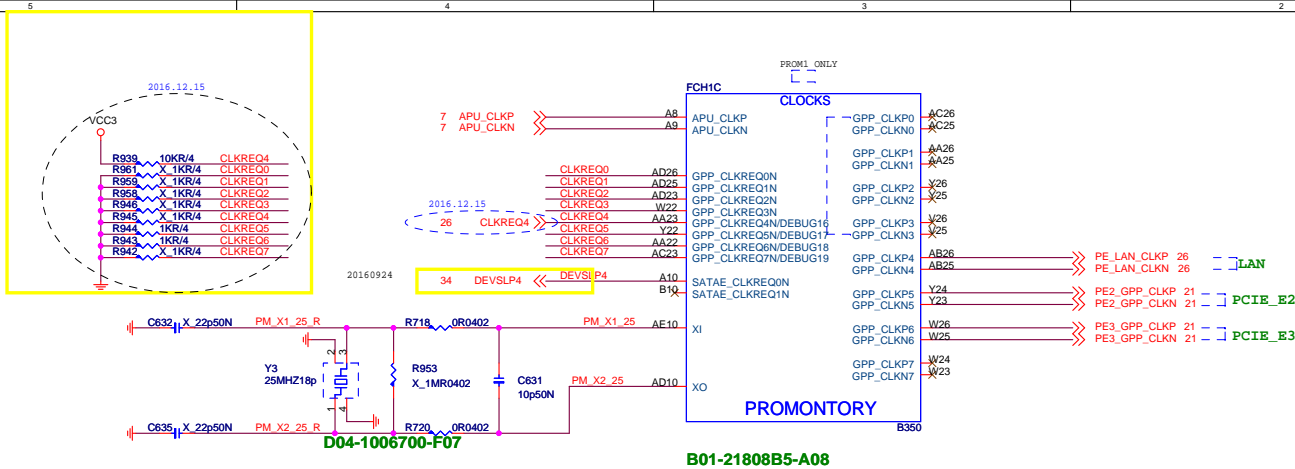 5 4 3 2
PROM1 ONLY
2016.12.15
VCC3
R939 10KR/4 CLKREQ4
R961 X_1KR/4 CLKREQ0
R959 X_1KR/4 CLKREQ1
R958 X_1KR/4 CLKREQ2
R946 X_1KR/4 CLKREQ3
R945 X_1KR/4 CLKREQ4
R944 1KR/4 CLKREQ5
R943 1KR/4 CLKREQ6
R942 X_1KR/4 CLKREQ7
FCH1C
CLOCKS
7 APU_CLKP A8 APU_CLKP
7 APU_CLKN A9 APU_CLKN
CLKREQ0 AD26 GPP_CLKREQ0N
CLKREQ1 AD25 GPP_CLKREQ1N
CLKREQ2 AD23 GPP_CLKREQ2N
CLKREQ3 W22 GPP_CLKREQ3N
2016.12.15
26 CLKREQ4 CLKREQ4 AA23 GPP_CLKREQ4N/DEBUG16
CLKREQ5 Y22 GPP_CLKREQ5N/DEBUG17
CLKREQ6 AA22 GPP_CLKREQ6N/DEBUG18
CLKREQ7 AC23 GPP_CLKREQ7N/DEBUG19
20160924
34 DEVSLP4 DEVSLP4 A10 SATAE_CLKREQ0N
B10 SATAE_CLKREQ1N
GPP_CLKP0 AC26
GPP_CLKN0 AC25
GPP_CLKP1 AA26
GPP_CLKN1 AA25
GPP_CLKP2 Y26
GPP_CLKN2 Y25
GPP_CLKP3 V26
GPP_CLKN3 V25
GPP_CLKP4 AB26 PE_LAN_CLKP 26
GPP_CLKN4 AB25 PE_LAN_CLKN 26
LAN
GPP_CLKP5 Y24 PE2_GPP_CLKP 21
GPP_CLKN5 Y23 PE2_GPP_CLKN 21
PCIE_E2
GPP_CLKP6 W26 PE3_GPP_CLKP 21
GPP_CLKN6 W25 PE3_GPP_CLKN 21
PCIE_E3
GPP_CLKP7 W24
GPP_CLKN7 W23
C632 X_22p50N PM_X1_25_R R718 0R0402 PM_X1_25 AE10 XI
2 3
Y3
25MHZ18p
R953
X_1MR0402
C631
10p50N
PM_X2_25 AD10 XO
1 4
C635 X_22p50N PM_X2_25_R R720 0R0402
D04-1006700-F07
PROMONTORY
B350
B01-21808B5-A08